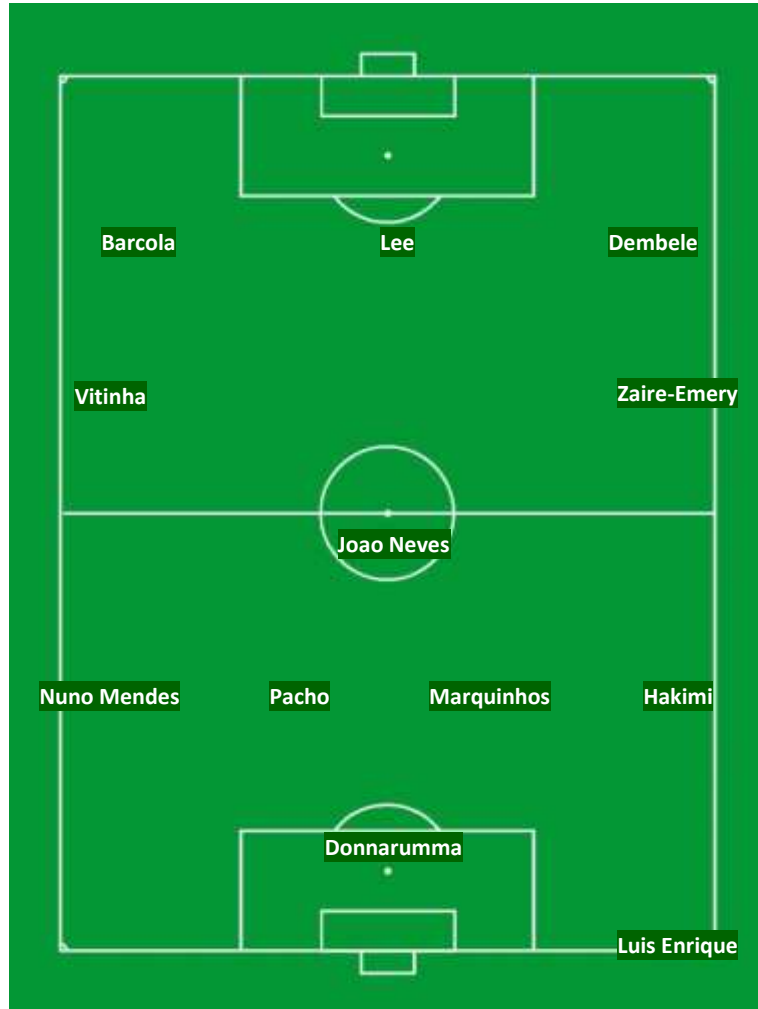 Barcola Lee Dembele
Vitinha Zaire-Emery
Joao Neves
Nuno Mendes Pacho Marquinhos Hakimi
Donnarumma
Luis Enrique